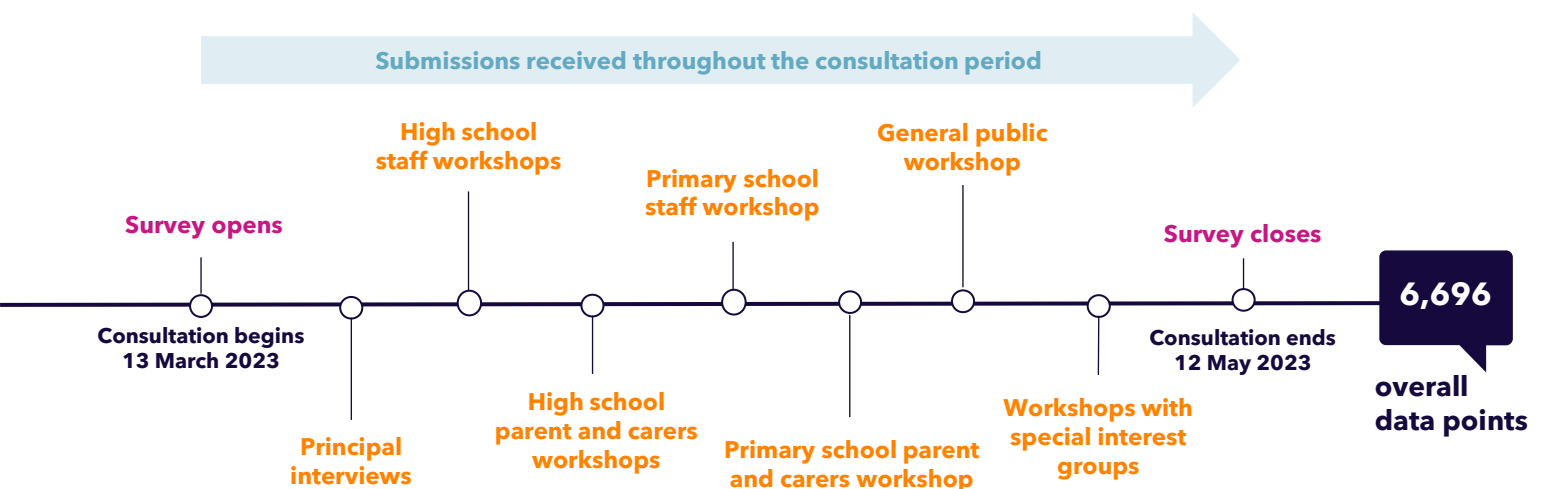 Submissions received throughout the consultation period
Survey opens
Consultation begins
13 March 2023
Principal
interviews
High school
staff workshops
High school
parent and carers
workshops
Primary school
staff workshop
Primary school parent
and carers workshop
General public
workshop
Workshops with
special interest
groups
Survey closes
Consultation ends
12 May 2023
6,696
overall
data points